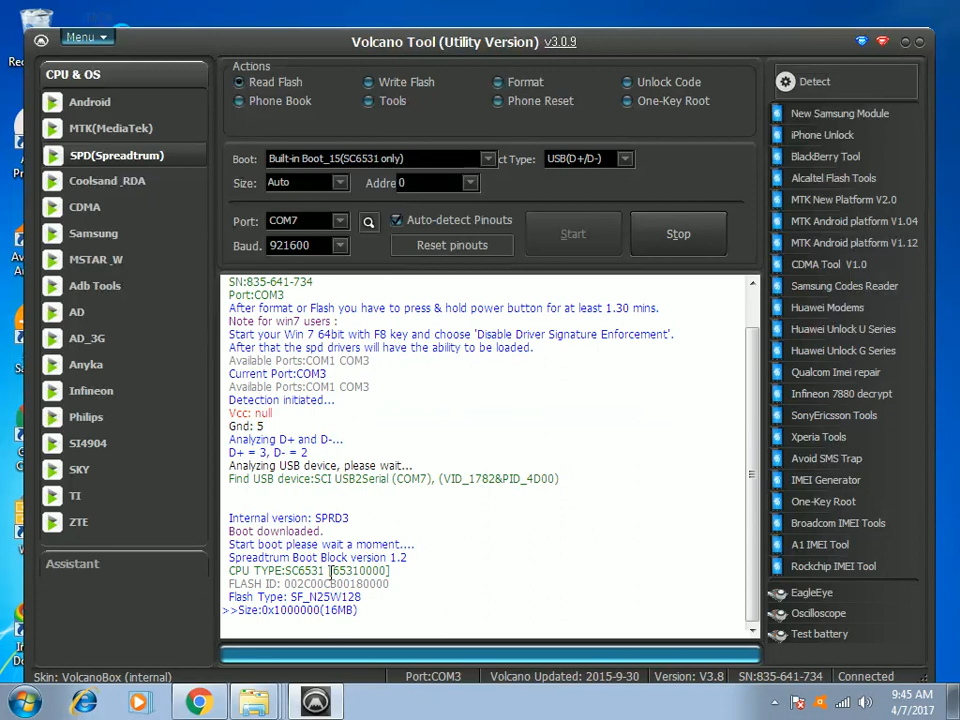 Rec
Menu
Volcano Tool (Utility Version) v3.0.9
CPU & OS
Android
MTK(MediaTek)
SPD(Spreadtrum)
Coolsand_RDA
CDMA
Samsung
MSTAR_W
Adb Tools
AD
AD_3G
Anyka
Infineon
Philips
SI4904
SKY
TI
ZTE
Assistant
Actions
Read Flash
Write Flash
Format
Unlock Code
Phone Book
Tools
Phone Reset
One-Key Root
Boot: Built-in Boot_15(SC6531 only)
ct Type: USB(D+/D-)
Size: Auto
Addre 0
Port: COM7
Auto-detect Pinouts
Start
Stop
Baud. 921600
Reset pinouts
SN:835-641-734
Port:COM3
After format or Flash you have to press & hold power button for at least 1.30 mins.
Note for win7 users :
Start your Win 7 64bit with F8 key and choose 'Disable Driver Signature Enforcement'.
After that the spd drivers will have the ability to be loaded.
Available Ports:COM1 COM3
Current Port:COM3
Available Ports:COM1 COM3
Detection initiated...
Vcc: null
Gnd: 5
Analyzing D+ and D-...
D+ = 3, D- = 2
Analyzing USB device, please wait...
Find USB device:SCI USB2Serial (COM7), (VID_1782&PID_4D00)
Internal version: SPRD3
Boot downloaded.
Start boot please wait a moment....
Spreadtrum Boot Block version 1.2
CPU TYPE:SC6531 [65310000]
FLASH ID: 002C00CB00180000
Flash Type: SF_N25W128
>>Size:0x1000000(16MB)
Detect
New Samsung Module
iPhone Unlock
BlackBerry Tool
Alcaltel Flash Tools
MTK New Platform V2.0
MTK Android platform V1.04
MTK Android platform V1.12
CDMA Tool V1.0
Samsung Codes Reader
Huawei Modems
Huawei Unlock U Series
Huawei Unlock G Series
Qualcom Imei repair
Infineon 7880 decrypt
SonyEricsson Tools
Xperia Tools
Avoid SMS Trap
IMEI Generator
One-Key Root
Broadcom IMEI Tools
A1 IMEI Tool
Rockchip IMEI Tool
EagleEye
Oscilloscope
Test battery
Skin: VolcanoBox (internal)
Port:COM3
Volcano Updated: 2015-9-30
Version: V3.8
SN:835-641-734
Connected
9:45 AM
4/7/2017